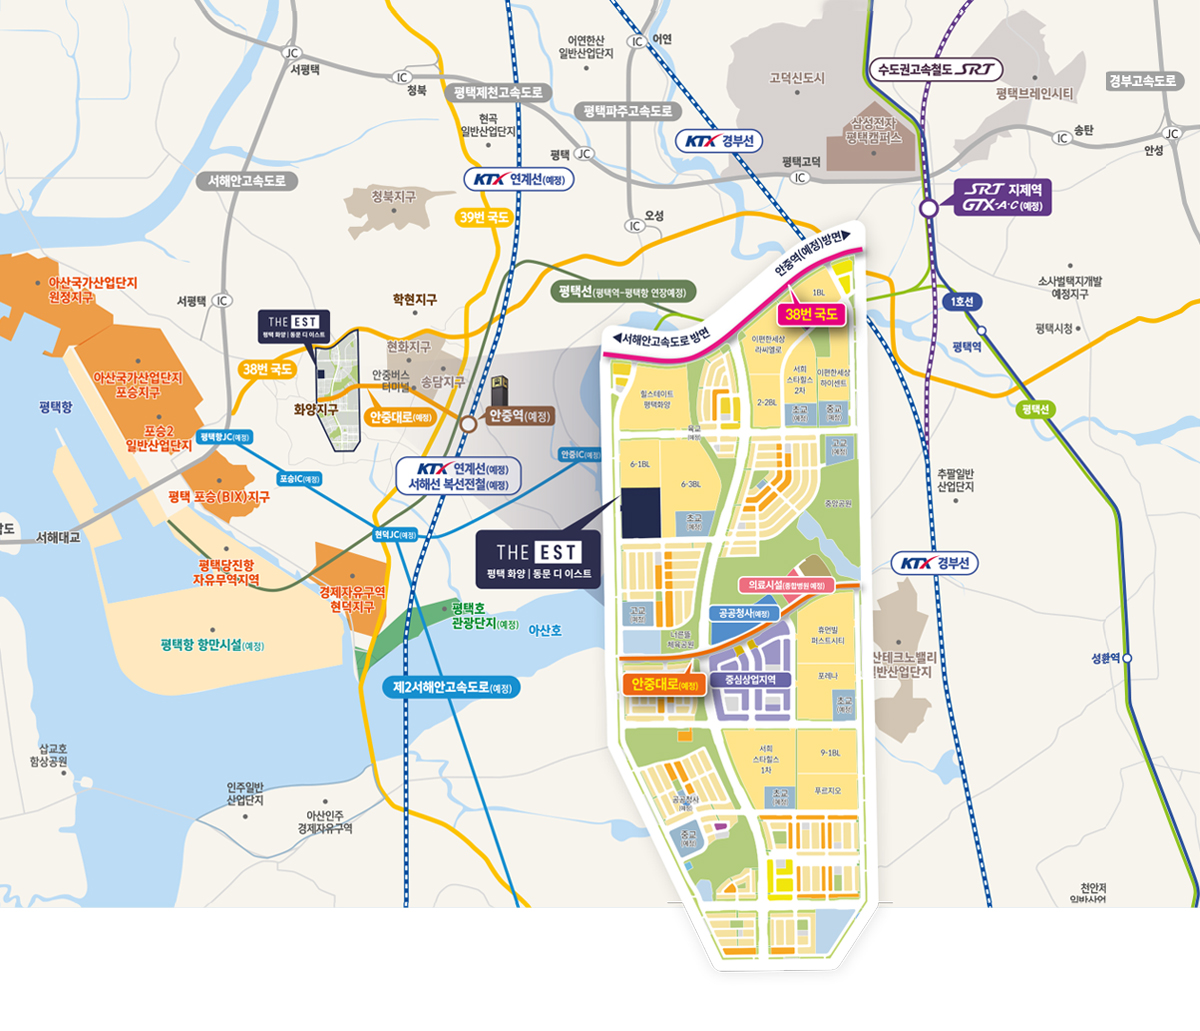 JC
서평택
IC
청북
평택제천고속도로
현곡
일반산업단지
어연한산
일반산업단지
IC
어연
평택파주고속도로
KTX 경부선
고덕신도시
수도권고속철도 SRT
평택브레인시티
경부고속도로
삼성전자
평택캠퍼스
IC
송탄
JC
안성
평택
JC
평택고덕
IC
서해안고속도로
KTX 연계선(예정)
청북지구
39번 국도
IC
오성
SRT 지제역
GTX-A·C(예정)
안중역(예정)방면▶
아산국가산업단지
원정지구
서평택
IC
학현지구
평택선(평택역~평택항 연장예정)
소사벌택지개발
예정지구
1호선
평택시청
평택역
THE EST
평택 화양 | 동문 디 이스트
◀서해안고속도로 방면
38번 국도
1BL
이편한세상
라씨엘로
현화지구
안중버스
터미널
송담지구
38번 국도
아산국가산업단지
포승지구
서희
스타힐스
2차
이편한세상
하이센트
힐스테이트
평택화양
2-2BL
초교
(예정)
중교
(예정)
평택항
화양지구
안중대로(예정)
안중역(예정)
평택선
포승2
일반산업단지
평택항JC(예정)
육교
(예정)
고교
(예정)
안중IC(예정)
6-1BL
6-3BL
KTX 연계선(예정)
서해선 복선전철(예정)
포승IC(예정)
추팔일반
산업단지
평택 포승(BIX)지구
중앙공원
초교
(예정)
서해대교
현덕JC(예정)
THE EST
평택 화양 | 동문 디 이스트
평택당진항
자유무역지역
KTX 경부선
경제자유구역
현덕지구
의료시설(종합병원 예정)
평택호
관광단지(예정)
고교
(예정)
공공청사(예정)
아산호
너른뜰
체육공원
휴먼빌
퍼스트시티
평택항 항만시설(예정)
성환역
안중대로(예정)
중심상업지역
포레나
초교
(예정)
제2서해안고속도로(예정)
삽교호
함상공원
서희
스타힐스
1차
9-1BL
푸르지오
초교
(예정)
인주일반
산업단지
공공청사
(예정)
아산인주
경제자유구역
중교
(예정)
천안저